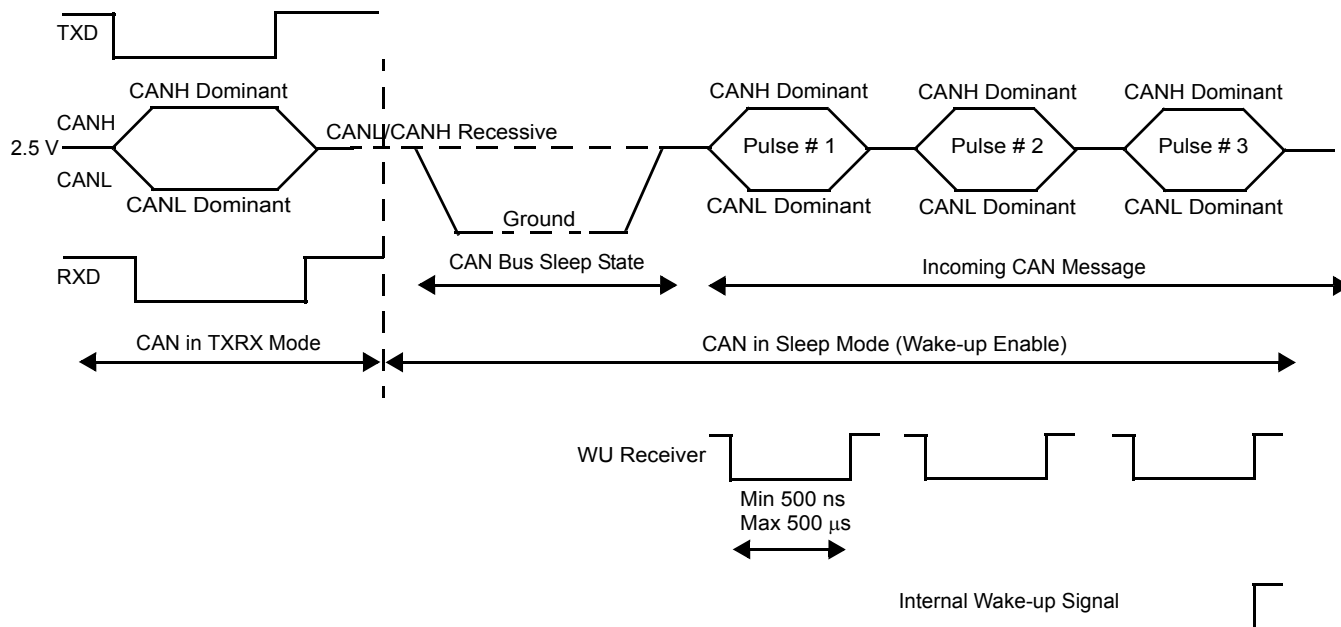 TXD
CANH Dominant
CANH Dominant
CANH Dominant
CANH Dominant
CANH
CANL/CANH Recessive
2.5 V
Pulse # 1
Pulse # 2
Pulse # 3
CANL
CANL Dominant
CANL Dominant
CANL Dominant
CANL Dominant
Ground
RXD
CAN Bus Sleep State
Incoming CAN Message
CAN in TXRX Mode
CAN in Sleep Mode (Wake-up Enable)
WU Receiver
Min 500 ns
Max 500 μs
Internal Wake-up Signal